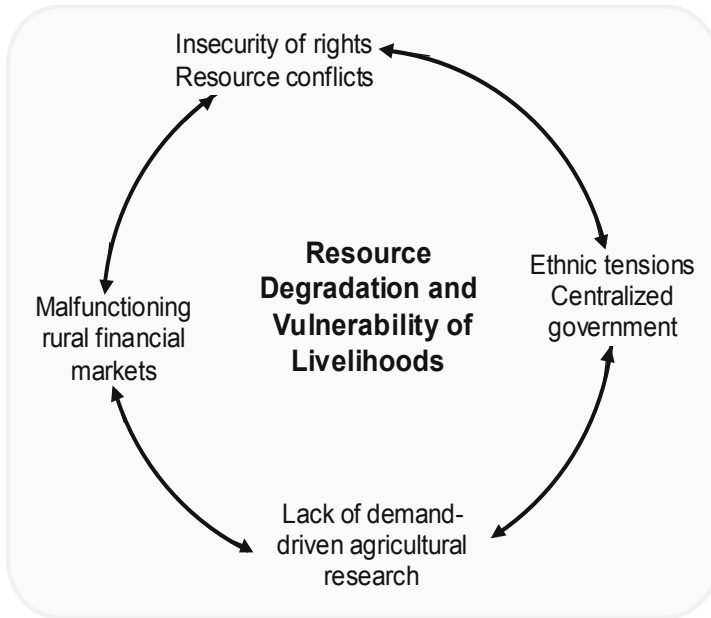 Insecurity of rights
Resource conflicts
Resource
Degradation and
Vulnerability of
Livelihoods
Ethnic tensions
Centralized
government
Malfunctioning
rural financial
markets
Lack of demand-
driven agricultural
research